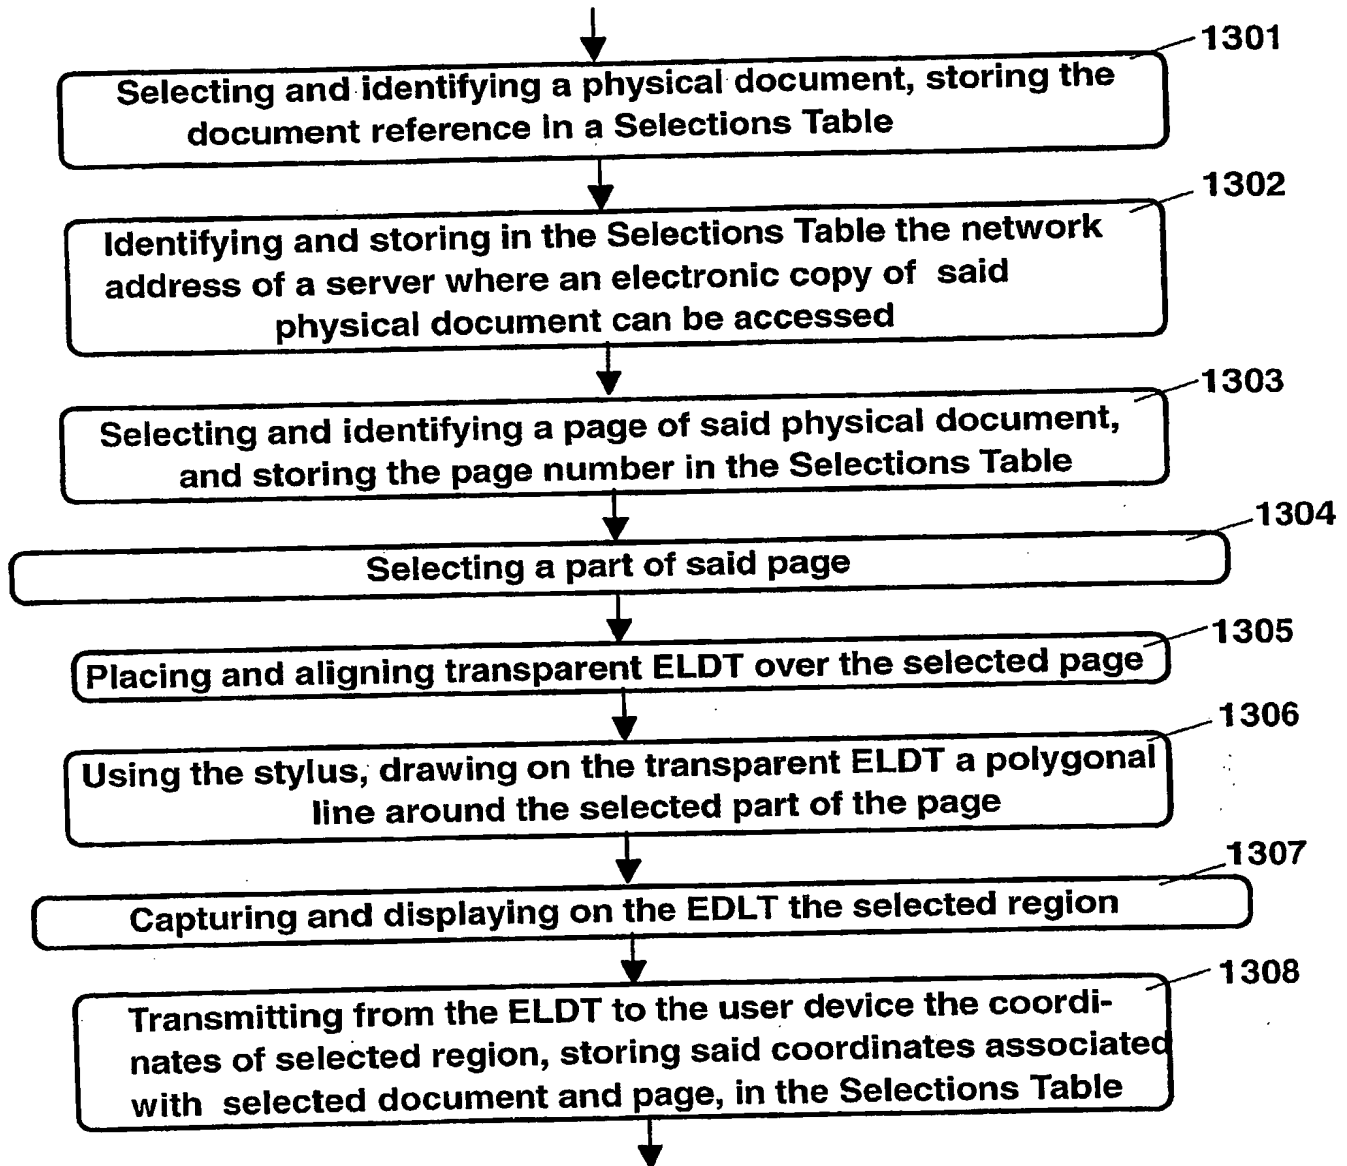 1301
Selecting and identifying a physical document, storing the
document reference in a Selections Table
1302
Identifying and storing in the Selections Table the network
address of a server where an electronic copy of said
physical document can be accessed
1303
Selecting and identifying a page of said physical document,
and storing the page number in the Selections Table
1304
Selecting a part of said page
1305
Placing and aligning transparent ELDT over the selected page
1306
Using the stylus, drawing on the transparent ELDT a polygonal
line around the selected part of the page
1307
Capturing and displaying on the EDLT the selected region
1308
Transmitting from the ELDT to the user device the coordi-
nates of selected region, storing said coordinates associated
with selected document and page, in the Selections Table